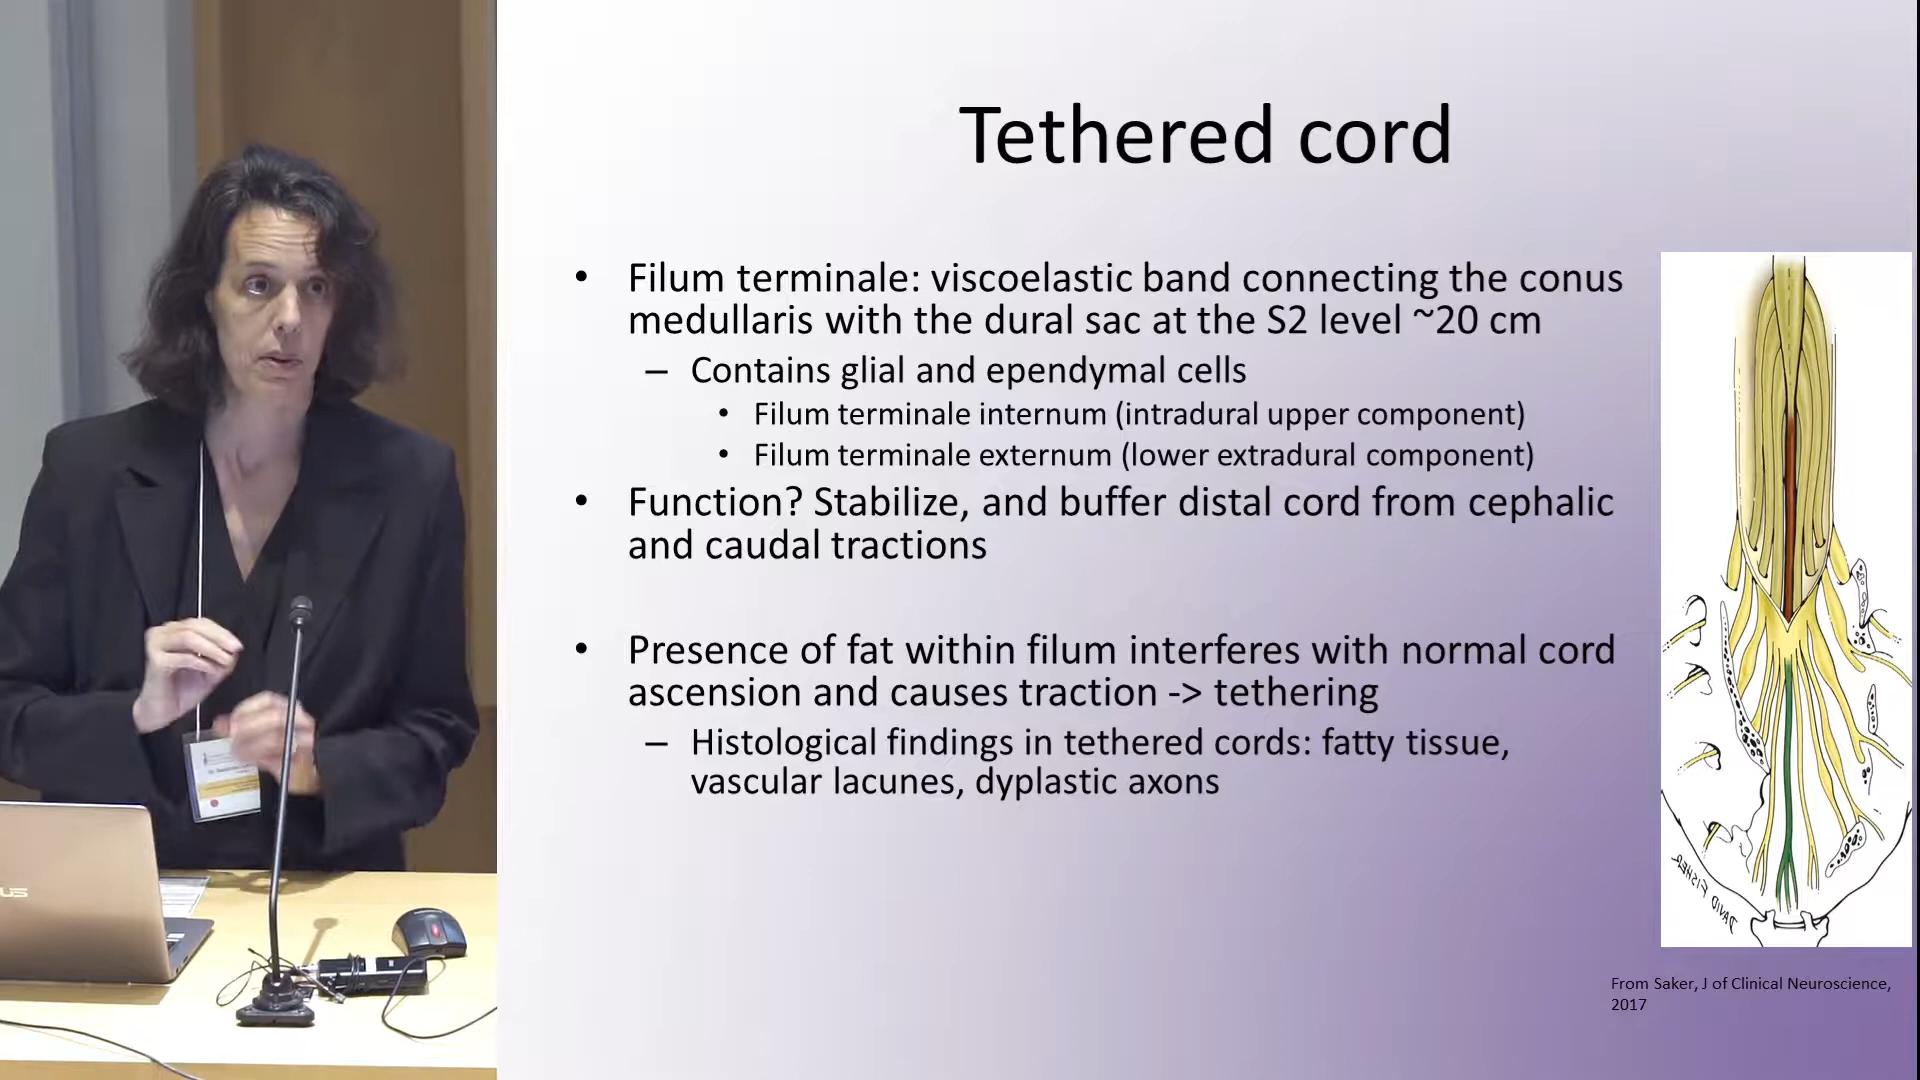 Tethered cord
• Filum terminale: viscoelastic band connecting the conus
medullaris with the dural sac at the S2 level ~20 cm
– Contains glial and ependymal cells
• Filum terminale internum (intradural upper component)
• Filum terminale externum (lower extradural component)
• Function? Stabilize, and buffer distal cord from cephalic
and caudal tractions
• Presence of fat within filum interferes with normal cord
ascension and causes traction -> tethering
– Histological findings in tethered cords: fatty tissue,
vascular lacunes, dyplastic axons
DAVID FISHER
From Saker, J of Clinical Neuroscience,
2017